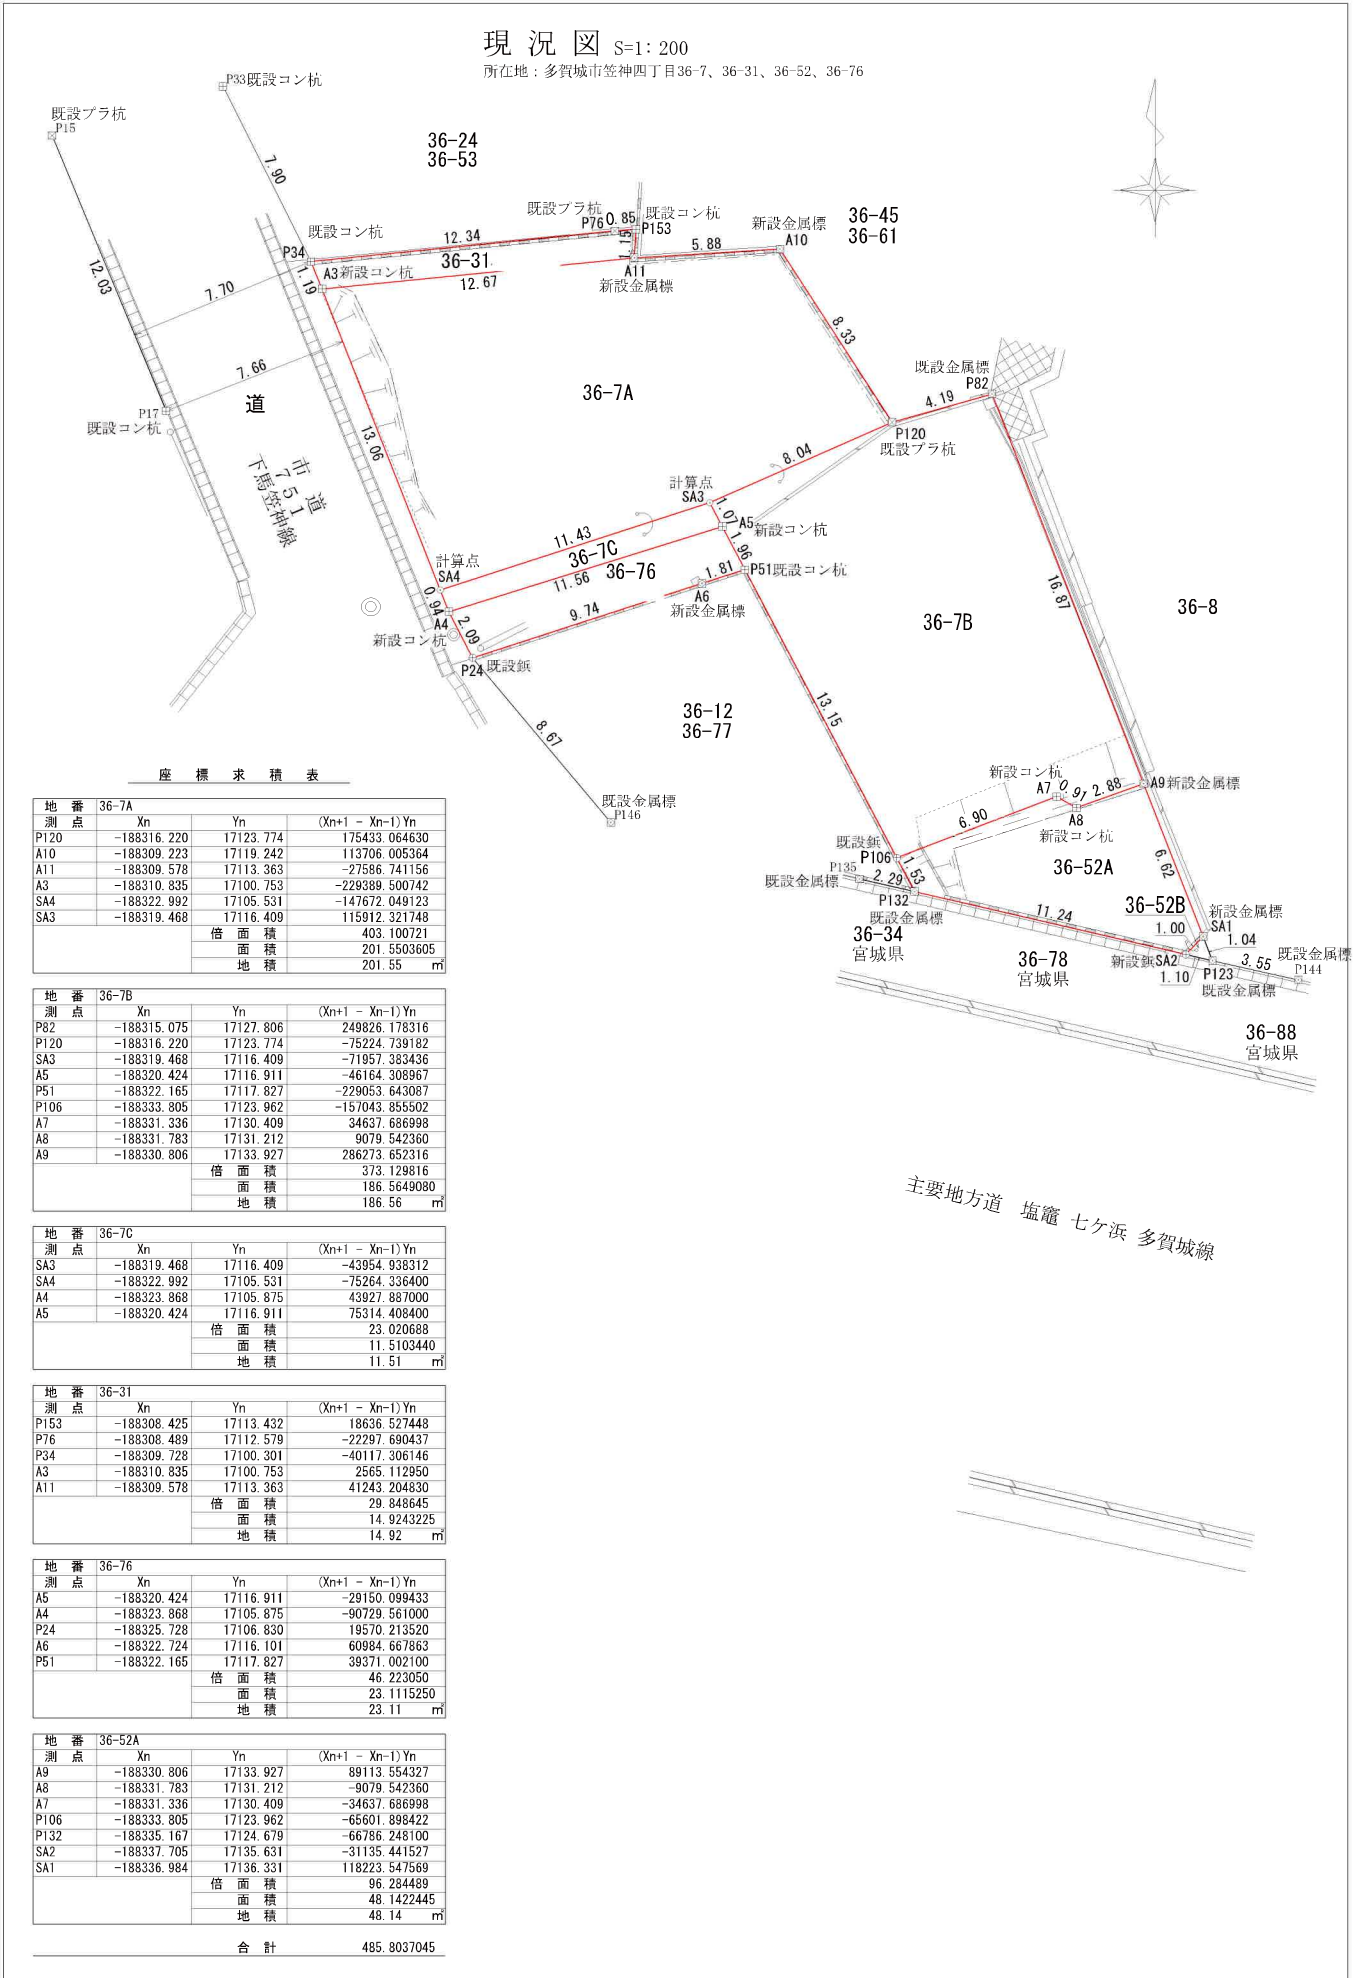 現況図 S=1:200
所在地：多賀城市笠神四丁目36-7、36-31、36-52、36-76
P33既設コン杭
既設プラ杭
P15
36-24
36-53
7.90
12.03
既設コン杭
P34
12.34
既設プラ杭
P76
0.85
既設コン杭
P153
新設金属標
A10
36-45
36-61
1.15
5.88
36-31
A3新設コン杭
1.19
12.67
A11
新設金属標
7.70
7.66
8.33
36-7A
既設金属標
P82
4.19
P120
既設プラ杭
P17
既設コン杭
道
13.06
市道
751
下馬笠神線
8.04
計算点
SA3
1.07
A5新設コン杭
1.96
11.43
36-7C
11.56
36-76
1.81
P51既設コン杭
A6
新設金属標
9.74
計算点
SA4
0.94
A4
新設コン杭
2.09
P24既設鋲
16.87
36-8
36-7B
36-12
36-77
13.15
8.67
既設金属標
P146
新設コン杭
A7
0.91
2.88
A9新設金属標
A8
新設コン杭
6.90
既設鋲
P106
1.53
36-52A
6.62
P135
既設金属標
2.29
P132
既設金属標
11.24
36-52B
新設金属標
SA1
1.00
1.04
新設鋲SA2
1.10
P123
既設金属標
3.55
既設金属標
P144
36-34
宮城県
36-78
宮城県
36-88
宮城県
主要地方道 塩竈 七ケ浜 多賀城線
座標求積表
地番 36-7A
測点 Xn Yn (Xn+1 - Xn-1)Yn
P120 -188316.220 17123.774 175433.064630
A10 -188309.223 17119.242 113706.005364
A11 -188309.578 17113.363 -27586.741156
A3 -188310.835 17100.753 -229389.500742
SA4 -188322.992 17105.531 -147672.049123
SA3 -188319.468 17116.409 115912.321748
倍面積 403.100721
面積 201.5503605
地積 201.55 ㎡
地番 36-7B
測点 Xn Yn (Xn+1 - Xn-1)Yn
P82 -188315.075 17127.806 249826.178316
P120 -188316.220 17123.774 -75224.739182
SA3 -188319.468 17116.409 -71957.383436
A5 -188320.424 17116.911 -46164.308967
P51 -188322.165 17117.827 -229053.643087
P106 -188333.805 17123.962 -157043.855502
A7 -188331.336 17130.409 34637.686998
A8 -188331.783 17131.212 9079.542360
A9 -188330.806 17133.927 286273.652316
倍面積 373.129816
面積 186.5649080
地積 186.56 ㎡
地番 36-7C
測点 Xn Yn (Xn+1 - Xn-1)Yn
SA3 -188319.468 17116.409 -43954.938312
SA4 -188322.992 17105.531 -75264.336400
A4 -188323.868 17105.875 43927.887000
A5 -188320.424 17116.911 75314.408400
倍面積 23.020688
面積 11.5103440
地積 11.51 ㎡
地番 36-31
測点 Xn Yn (Xn+1 - Xn-1)Yn
P153 -188308.425 17113.432 18636.527448
P76 -188308.489 17112.579 -22297.690437
P34 -188309.728 17100.301 -40117.306146
A3 -188310.835 17100.753 2565.112950
A11 -188309.578 17113.363 41243.204830
倍面積 29.848645
面積 14.9243225
地積 14.92 ㎡
地番 36-76
測点 Xn Yn (Xn+1 - Xn-1)Yn
A5 -188320.424 17116.911 -29150.099433
A4 -188323.868 17105.875 -90729.561000
P24 -188325.728 17106.830 19570.213520
A6 -188322.724 17116.101 60984.667863
P51 -188322.165 17117.827 39371.002100
倍面積 46.223050
面積 23.1115250
地積 23.11 ㎡
地番 36-52A
測点 Xn Yn (Xn+1 - Xn-1)Yn
A9 -188330.806 17133.927 89113.554327
A8 -188331.783 17131.212 -9079.542360
A7 -188331.336 17130.409 -34637.686998
P106 -188333.805 17123.962 -65601.898422
P132 -188335.167 17124.679 -66786.248100
SA2 -188337.705 17135.631 -31135.441527
SA1 -188336.984 17136.331 118223.547569
倍面積 96.284489
面積 48.1422445
地積 48.14 ㎡
合計 485.8037045